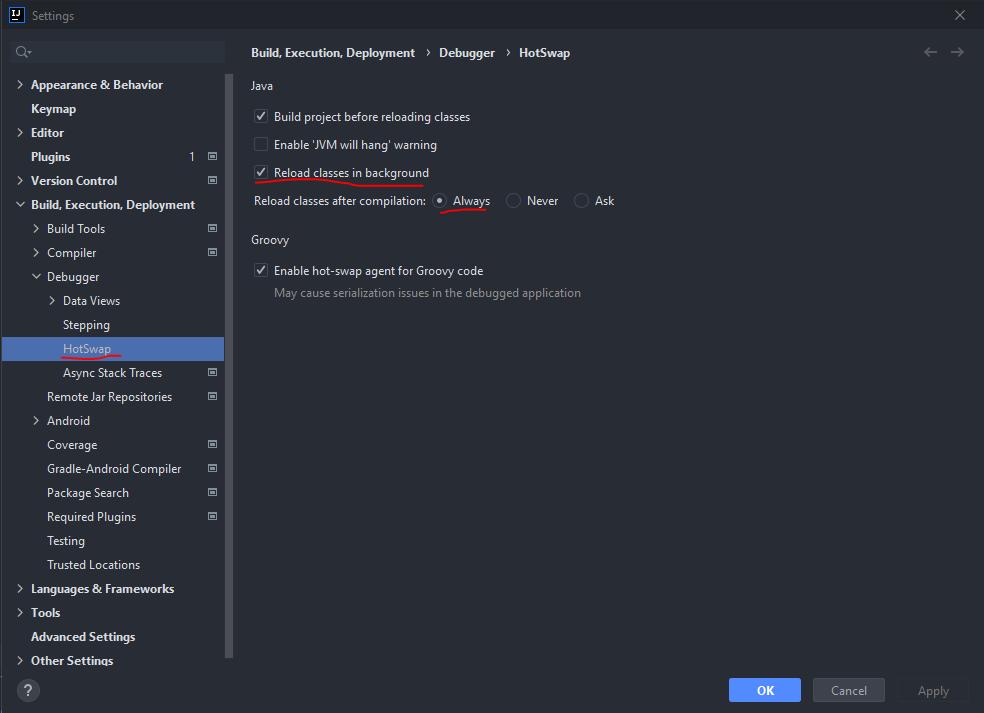 IJ
Settings
Appearance & Behavior
Keymap
Editor
Plugins 1
Version Control
Build, Execution, Deployment
Build Tools
Compiler
Debugger
Data Views
Stepping
HotSwap
Async Stack Traces
Remote Jar Repositories
Android
Coverage
Gradle-Android Compiler
Package Search
Required Plugins
Testing
Trusted Locations
Languages & Frameworks
Tools
Advanced Settings
Other Settings
?
Build, Execution, Deployment › Debugger › HotSwap
Java
Build project before reloading classes
Enable 'JVM will hang' warning
Reload classes in background
Reload classes after compilation: Always Never Ask
Groovy
Enable hot-swap agent for Groovy code
May cause serialization issues in the debugged application
OK Cancel Apply